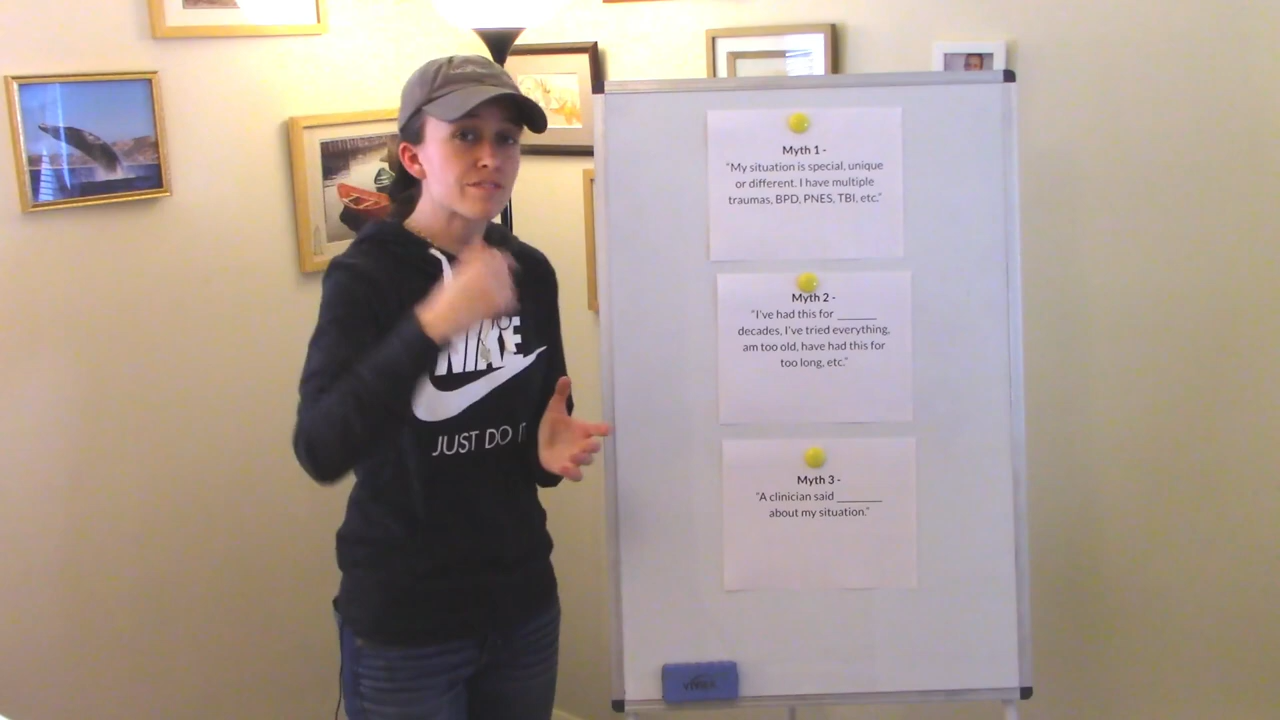 Myth 1 -
“My situation is special, unique
or different. I have multiple
traumas, BPD, PNES, TBI, etc.”
Myth 2 -
“I've had this for ______
decades, I've tried everything,
am too old, have had this for
too long, etc.”
Myth 3 -
“A clinician said _______
about my situation.”
NIKE
JUST DO IT